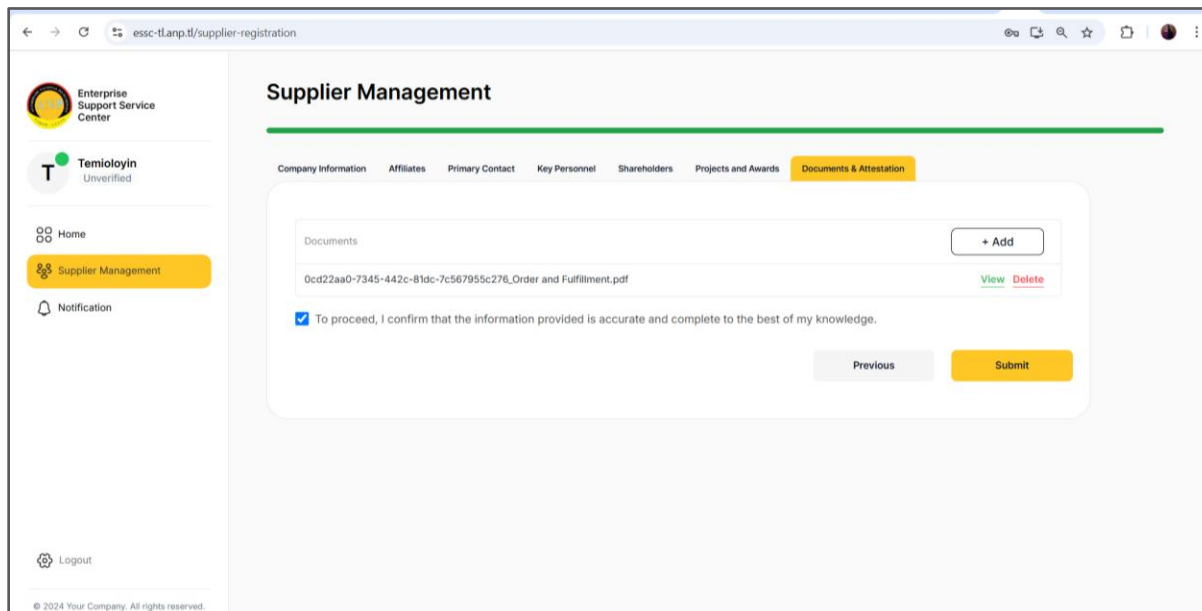 essc-tl.anp.tl/supplier-registration
Enterprise
Support Service
Center
T
Temioloyin
Unverified
Home
Supplier Management
Notification
Logout
© 2024 Your Company. All rights reserved.
Supplier Management
Company Information Affiliates Primary Contact Key Personnel Shareholders Projects and Awards Documents & Attestation
Documents + Add
0cd22aa0-7345-442c-81dc-7c567955c276_Order and Fulfillment.pdf View Delete
To proceed, I confirm that the information provided is accurate and complete to the best of my knowledge.
Previous Submit